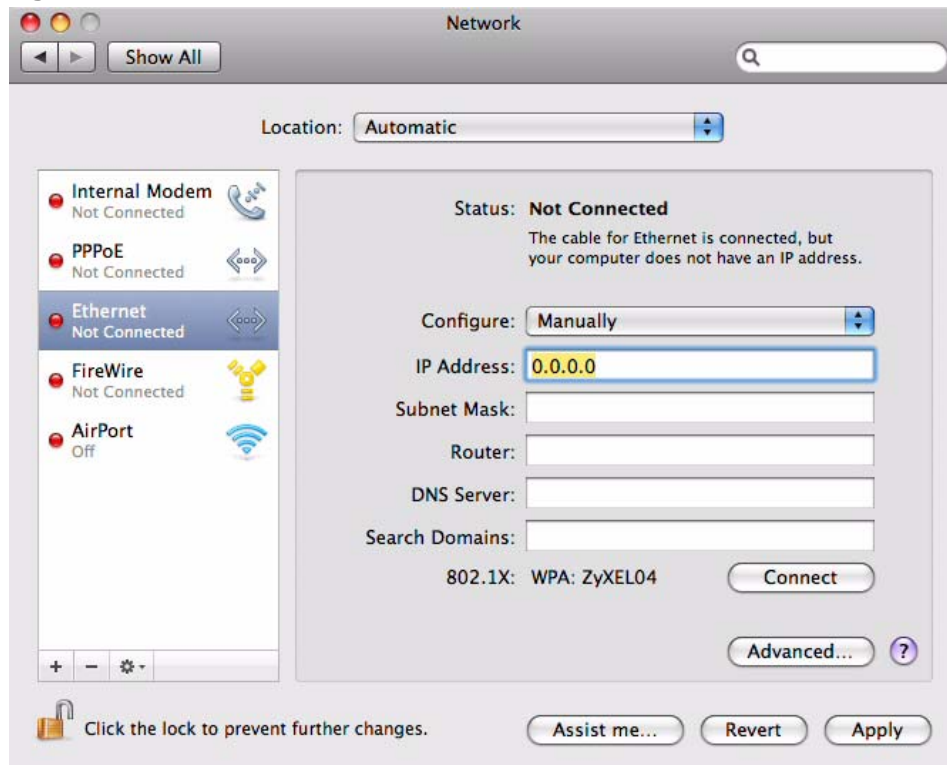 Network
Show All
Location: Automatic
Internal Modem
Not Connected
PPPoE
Not Connected
Ethernet
Not Connected
FireWire
Not Connected
AirPort
Off
Status: Not Connected
The cable for Ethernet is connected, but
your computer does not have an IP address.
Configure: Manually
IP Address: 0.0.0.0
Subnet Mask:
Router:
DNS Server:
Search Domains:
802.1X: WPA: ZyXEL04 Connect
Advanced... ?
Click the lock to prevent further changes.
Assist me... Revert Apply